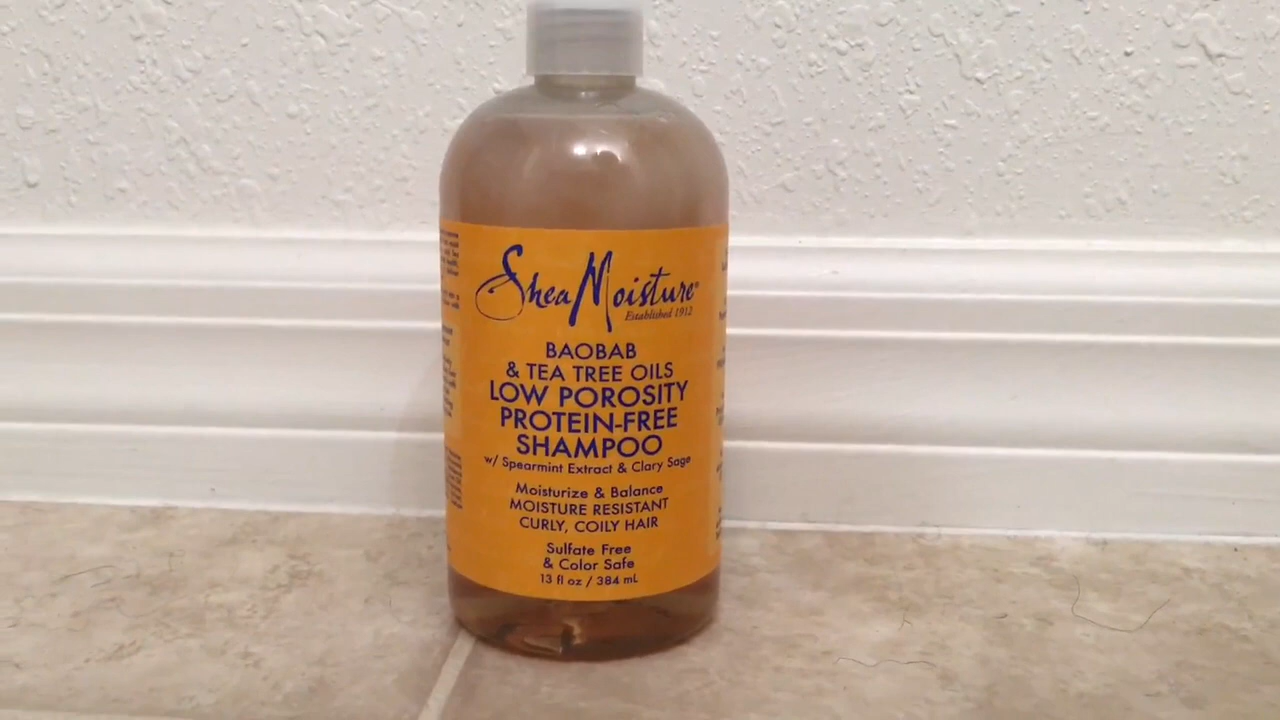 SheaMoisture®
Established 1912
BAOBAB
& TEA TREE OILS
LOW POROSITY
PROTEIN-FREE
SHAMPOO
w/ Spearmint Extract & Clary Sage
Moisturize & Balance
MOISTURE RESISTANT
CURLY, COILY HAIR
Sulfate Free
& Color Safe
13 fl oz / 384 mL